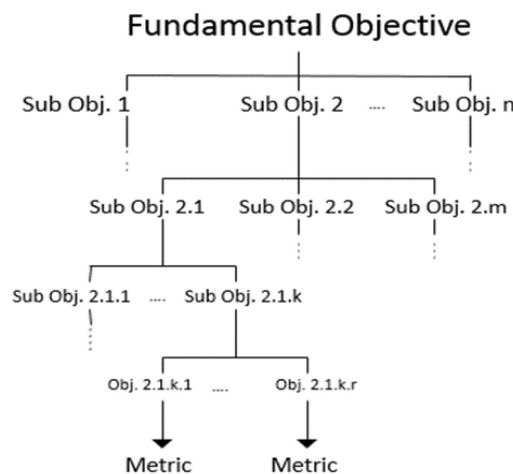 Fundamental Objective
Sub Obj. 1 Sub Obj. 2 .... Sub Obj. n
Sub Obj. 2.1 Sub Obj. 2.2 Sub Obj. 2.m
Sub Obj. 2.1.1 .... Sub Obj. 2.1.k
Obj. 2.1.k.1 .... Obj. 2.1.k.r
Metric Metric